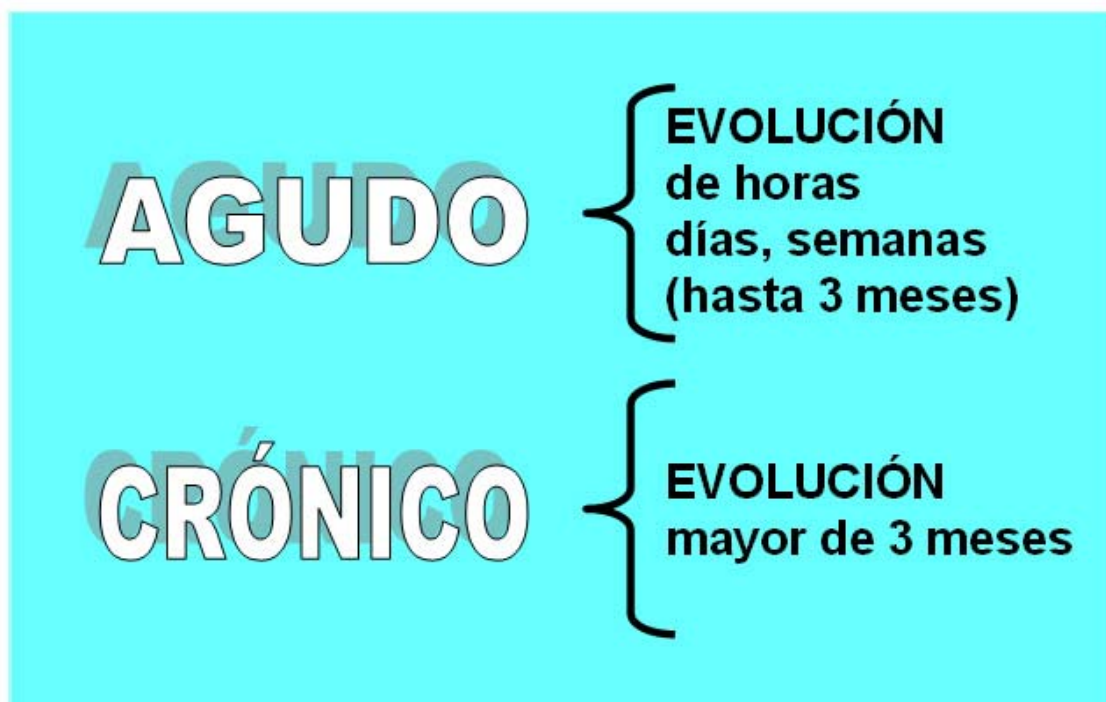 AGUDO
EVOLUCIÓN
de horas
días, semanas
(hasta 3 meses)
CRÓNICO
EVOLUCIÓN
mayor de 3 meses